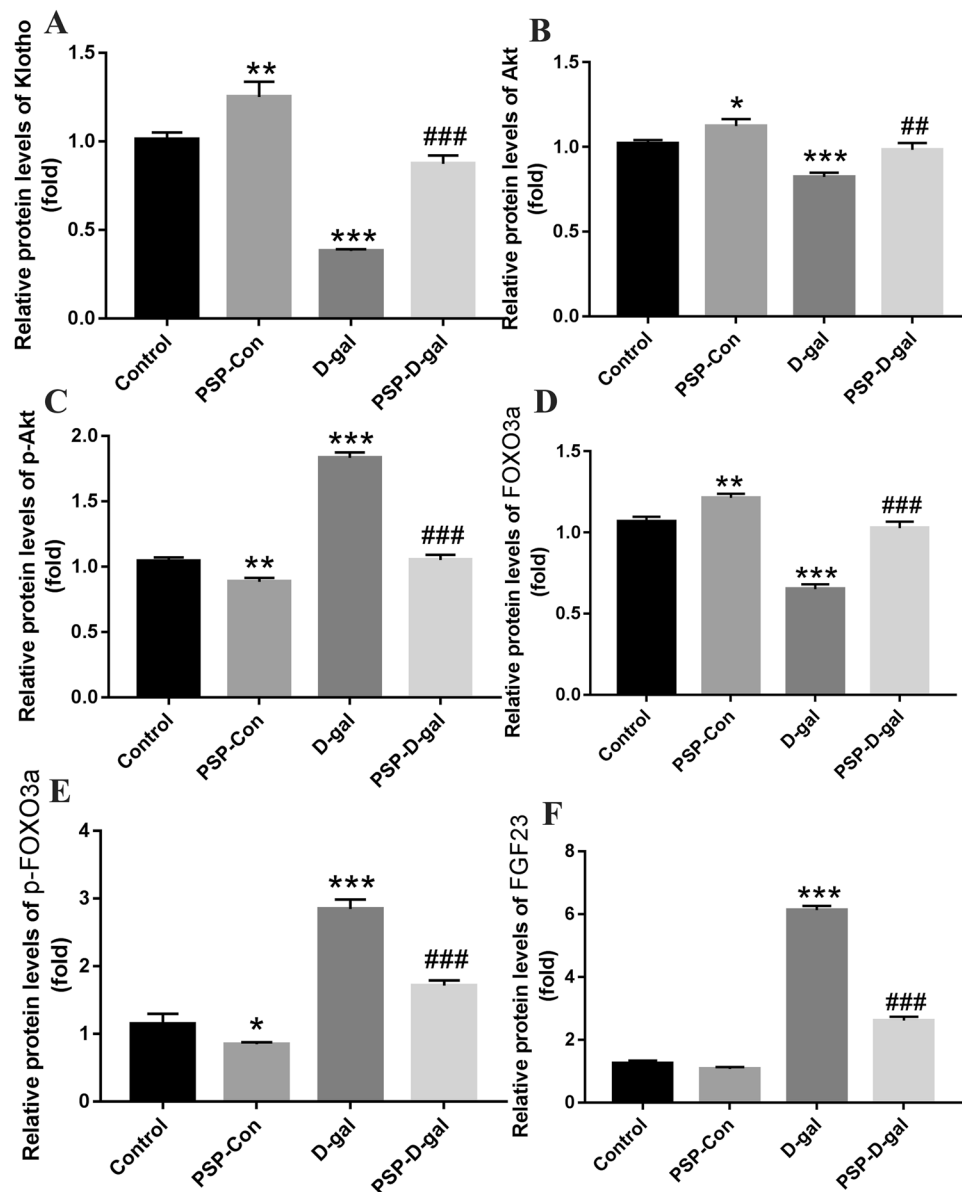 A
Relative protein levels of Klotho
(fold)
1.5
1.0
0.5
0.0
**
***
###
Control
PSP-Con
D-gal
PSP-D-gal
B
Relative protein levels of Akt
(fold)
1.5
1.0
0.5
0.0
*
***
##
Control
PSP-Con
D-gal
PSP-D-gal
C
Relative protein levels of p-Akt
(fold)
2.0
1.5
1.0
0.5
0.0
**
***
###
Control
PSP-Con
D-gal
PSP-D-gal
D
Relative protein levels of FOXO3a
(fold)
1.5
1.0
0.5
0.0
**
***
###
Control
PSP-Con
D-gal
PSP-D-gal
E
Relative protein levels of p-FOXO3a
(fold)
4
3
2
1
0
*
***
###
Control
PSP-Con
D-gal
PSP-D-gal
F
Relative protein levels of FGF23
(fold)
8
6
4
2
0
***
###
Control
PSP-Con
D-gal
PSP-D-gal